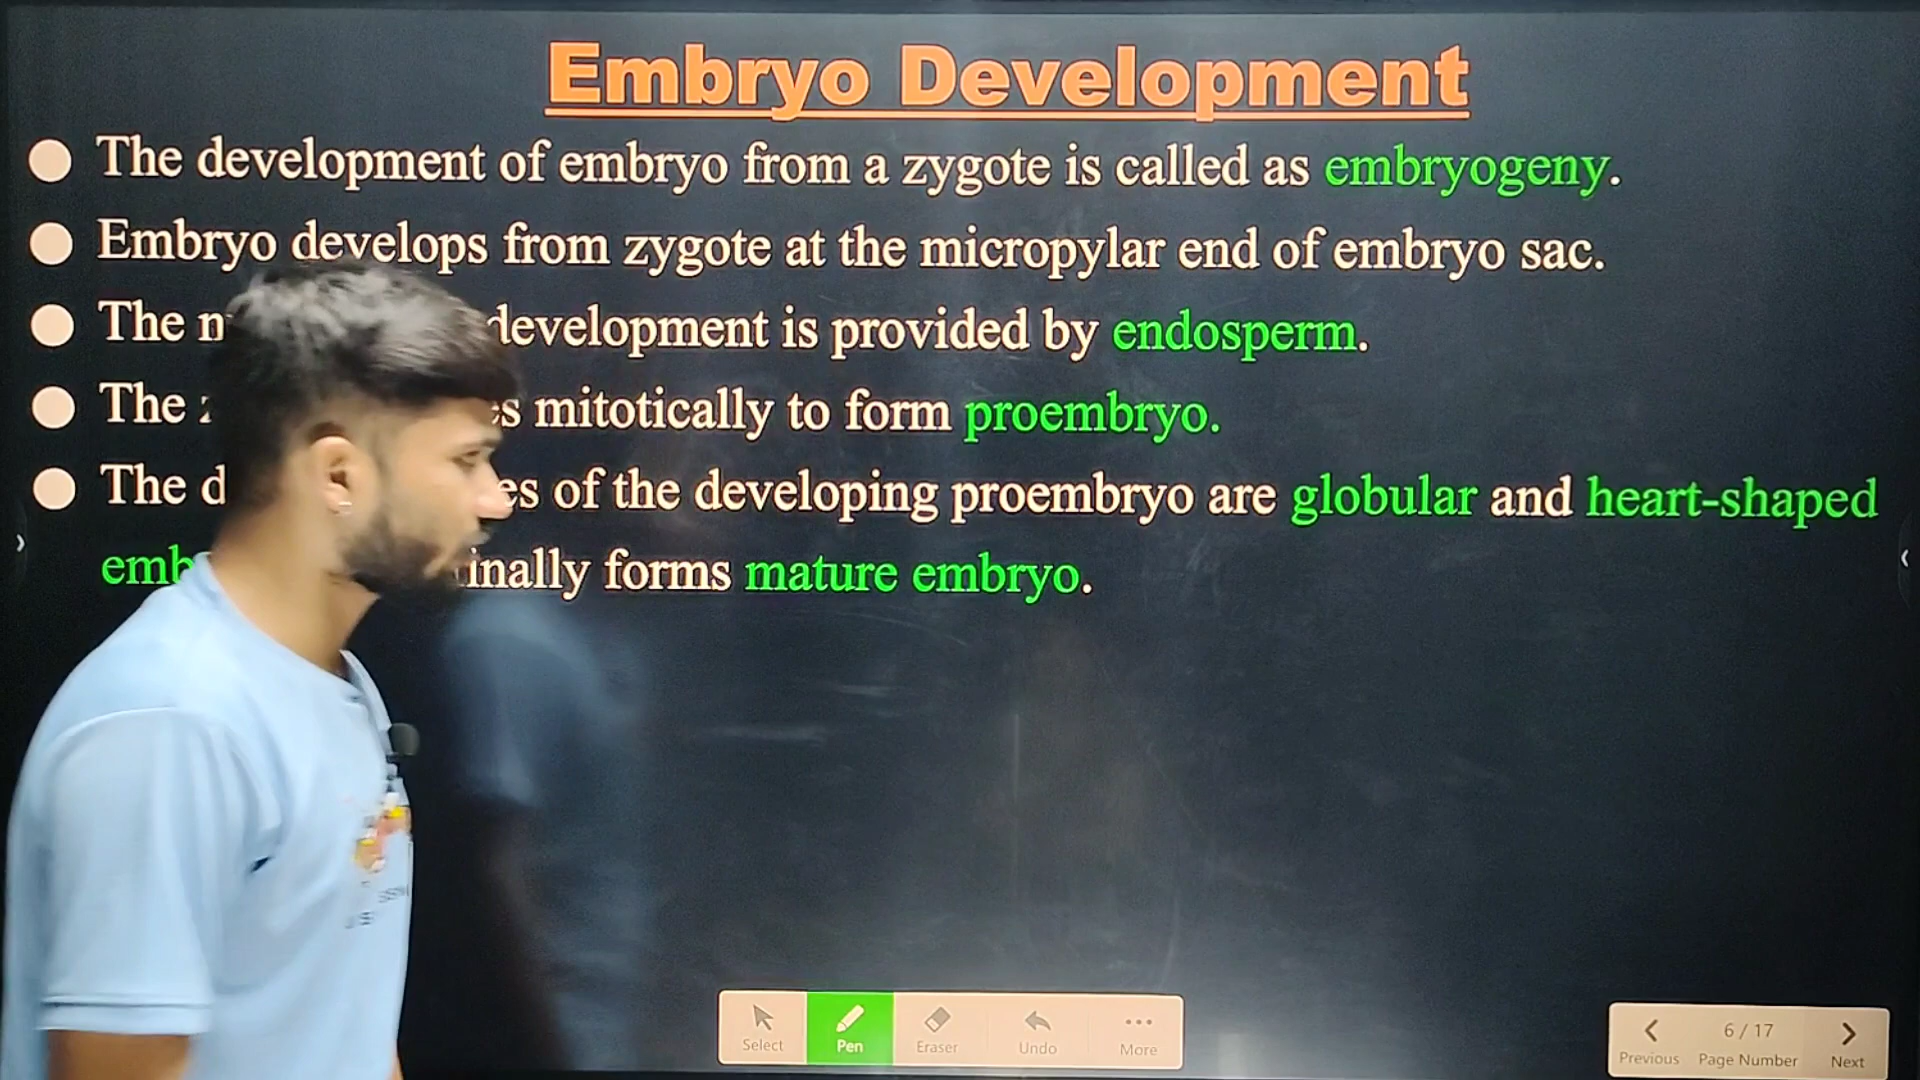 Embryo Development
The development of embryo from a zygote is called as embryogeny.
Embryo develops from zygote at the micropylar end of embryo sac.
The development is provided by endosperm.
The mitotically to form proembryo.
The of the developing proembryo are globular and heart-shaped
forms mature embryo.
Select Pen Eraser Undo More
6 / 17
Previous Page Number Next